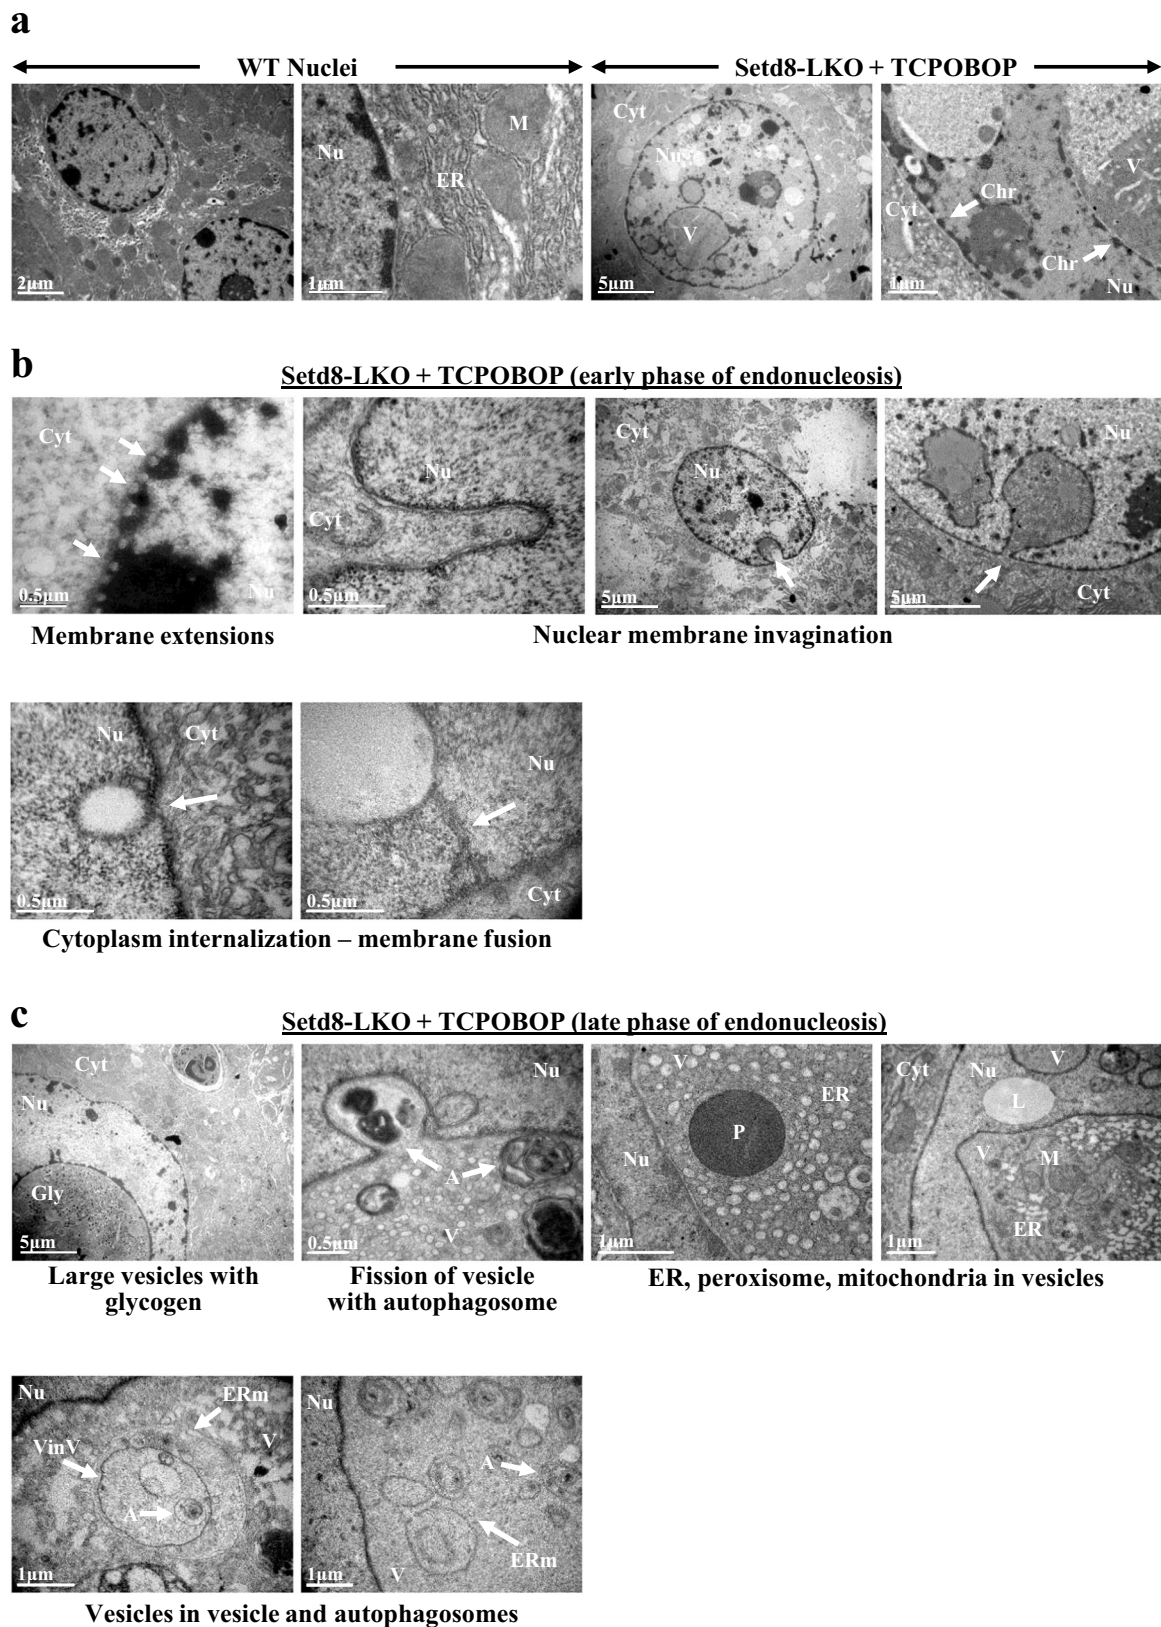 a
WT Nuclei
Setd8-LKO + TCPOBOP
2μm
Nu
M
ER
1μm
Cyt
Nu
V
5μm
V
Chr
Cyt
Chr
Nu
1μm
b
Setd8-LKO + TCPOBOP (early phase of endonucleosis)
Cyt
Nu
0.5μm
Nu
Cyt
0.5μm
Cyt
Nu
5μm
Nu
Cyt
5μm
Membrane extensions
Nuclear membrane invagination
Nu
Cyt
0.5μm
Nu
Cyt
0.5μm
Cytoplasm internalization – membrane fusion
c
Setd8-LKO + TCPOBOP (late phase of endonucleosis)
Cyt
Nu
Gly
5μm
Nu
A
V
0.5μm
V
ER
P
Nu
1μm
Cyt
Nu
V
L
V
M
ER
1μm
Large vesicles with
glycogen
Fission of vesicle
with autophagosome
ER, peroxisome, mitochondria in vesicles
Nu
ERm
VinV
V
A
1μm
Nu
A
ERm
V
1μm
Vesicles in vesicle and autophagosomes